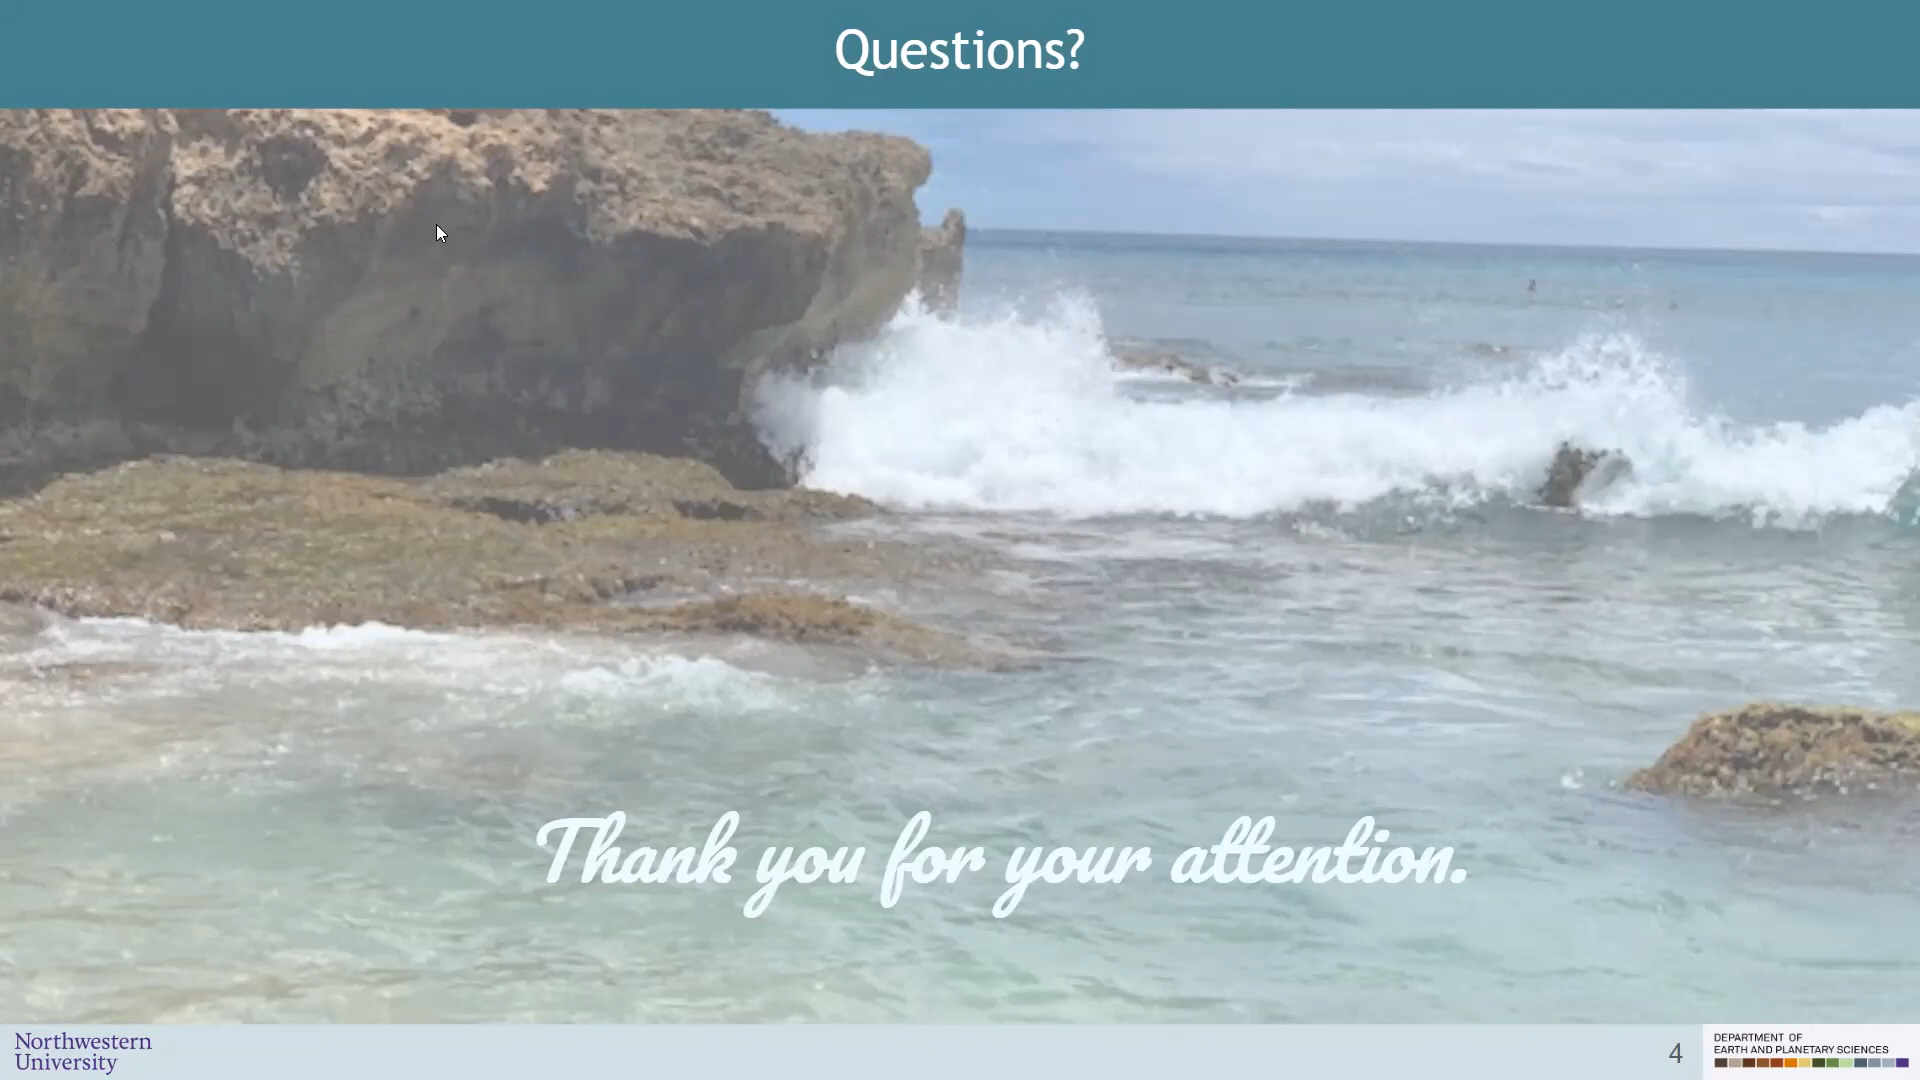 Questions?
Thank you for your attention.
Northwestern
University
4
DEPARTMENT OF
EARTH AND PLANETARY SCIENCES